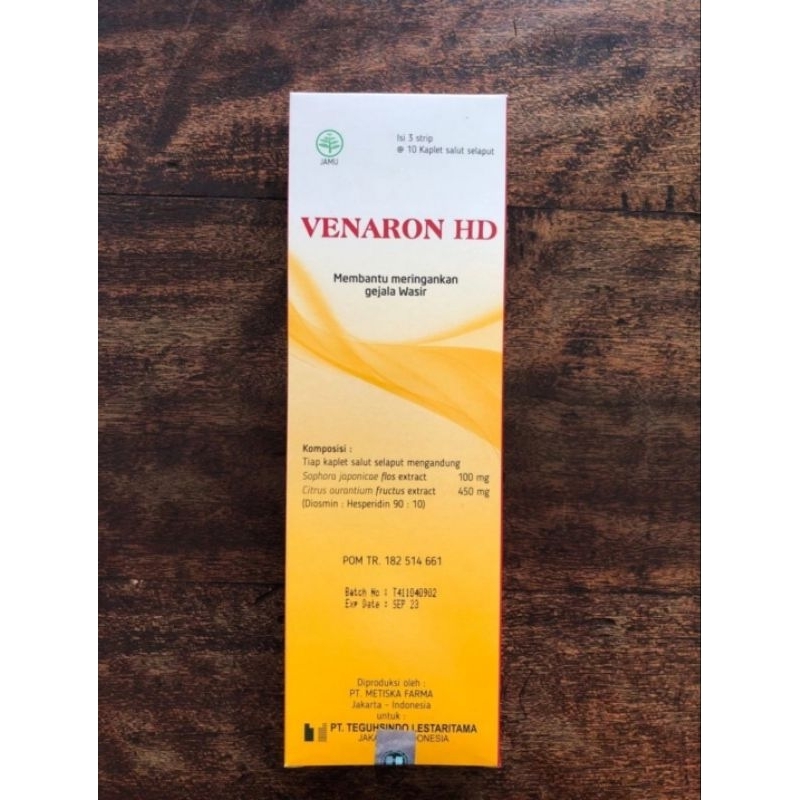 JAMU
Isi 3 strip
@ 10 Kaplet salut selaput
VENARON HD
Membantu meringankan
gejala Wasir
Komposisi :
Tiap kaplet salut selaput mengandung
Sophora japonicae flos extract 100 mg
Citrus aurantium fructus extract 450 mg
(Diosmin : Hesperidin 90 : 10)
POM TR. 182 514 661
Batch No : T411040902
Exp Date : SEP 23
Diproduksi oleh :
PT. METISKA FARMA
Jakarta - Indonesia
untuk :
PT. TEGUHSINDO LESTARITAMA